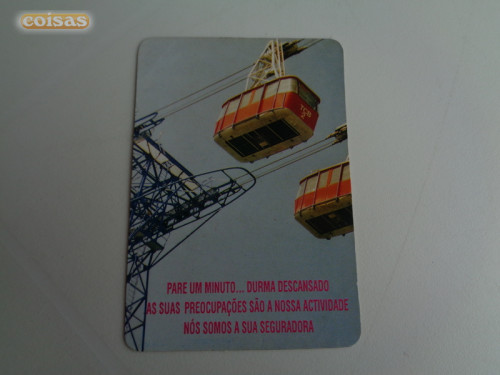 coisas
PARE UM MINUTO... DURMA DESCANSADO
AS SUAS PREOCUPAÇÕES SÃO A NOSSA ACTIVIDADE
NÓS SOMOS A SUA SEGURADORA